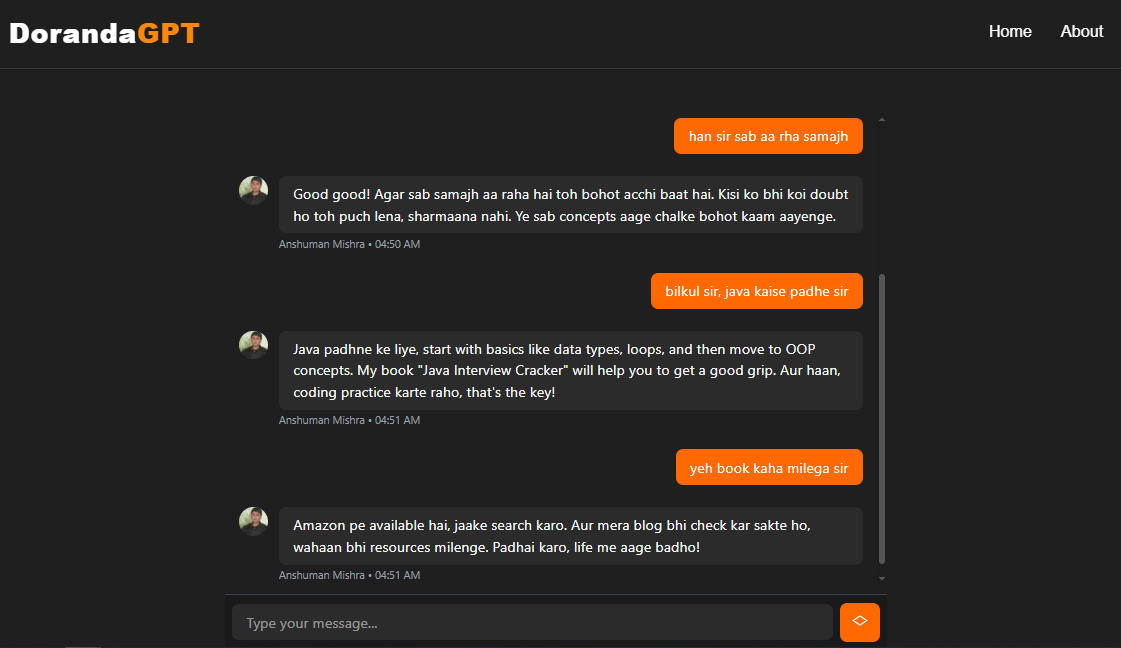 DorandaGPT
Home
About
han sir sab aa rha samajh
Good good! Agar sab samajh aa raha hai toh bohot acchi baat hai. Kisi ko bhi koi doubt
ho toh puch lena, sharmaana nahi. Ye sab concepts aage chalke bohot kaam aayenge.
Anshuman Mishra • 04:50 AM
bilkul sir, java kaise padhe sir
Java padhne ke liye, start with basics like data types, loops, and then move to OOP
concepts. My book "Java Interview Cracker" will help you to get a good grip. Aur haan,
coding practice karte raho, that's the key!
Anshuman Mishra • 04:51 AM
yeh book kaha milega sir
Amazon pe available hai, jaake search karo. Aur mera blog bhi check kar sakte ho,
wahaan bhi resources milenge. Padhai karo, life me aage badho!
Anshuman Mishra • 04:51 AM
Type your message...